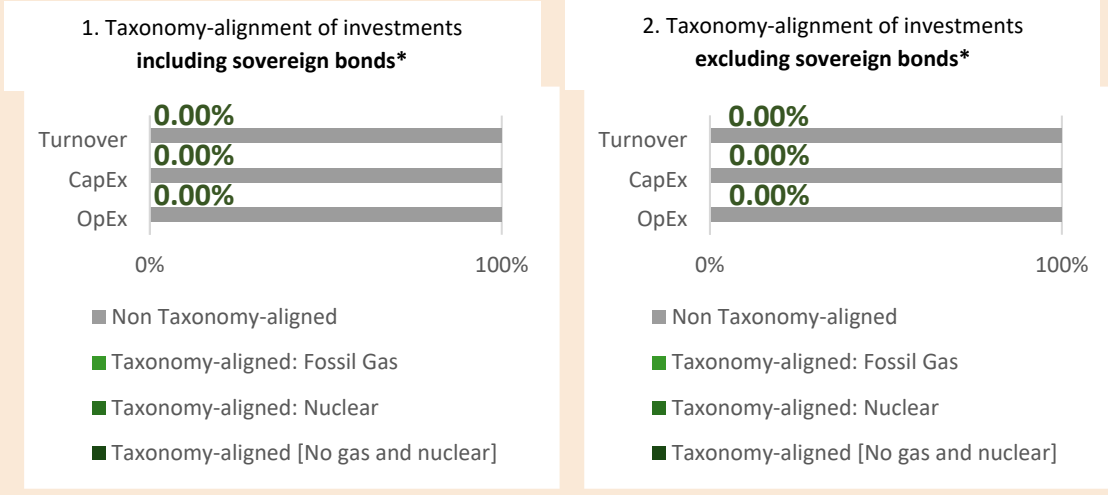 1. Taxonomy-alignment of investments
including sovereign bonds*
0.00%
Turnover
0.00%
CapEx
0.00%
OpEx
0%
100%
Non Taxonomy-aligned
Taxonomy-aligned: Fossil Gas
Taxonomy-aligned: Nuclear
Taxonomy-aligned [No gas and nuclear]
2. Taxonomy-alignment of investments
excluding sovereign bonds*
0.00%
Turnover
0.00%
CapEx
0.00%
OpEx
0%
100%
Non Taxonomy-aligned
Taxonomy-aligned: Fossil Gas
Taxonomy-aligned: Nuclear
Taxonomy-aligned [No gas and nuclear]